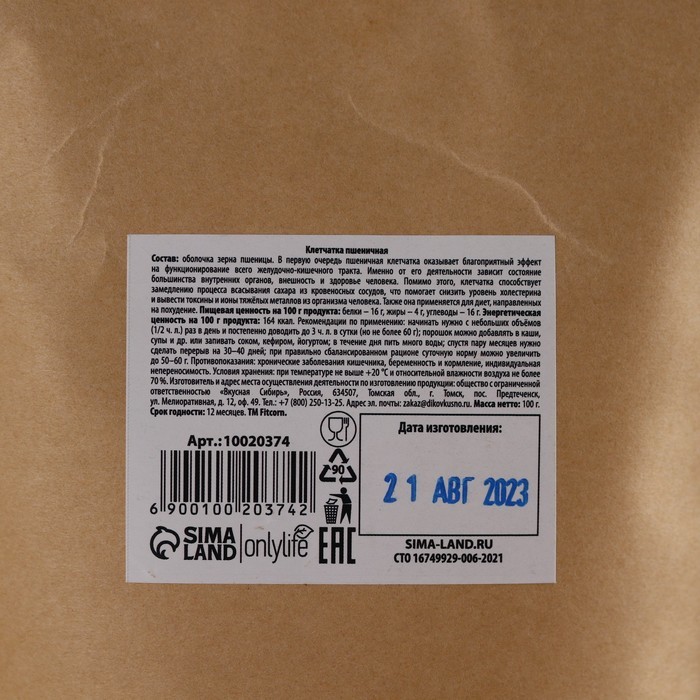 Клетчатка пшеничная
Состав: оболочка зерна пшеницы. В первую очередь пшеничная клетчатка оказывает благоприятный эффект
на функционирование всего желудочно-кишечного тракта. Именно от его деятельности зависит состояние
большинства внутренних органов, внешность и здоровье человека. Помимо этого, клетчатка способствует
замедлению процесса всасывания сахара из кровеносных сосудов, что помогает снизить уровень холестерина
и вывести токсины и ионы тяжёлых металлов из организма человека. Также она применяется для диет, направленных
на похудение. Пищевая ценность на 100 г продукта: белки – 16 г, жиры – 4 г, углеводы – 16 г. Энергетическая
ценность на 100 г продукта: 164 ккал. Рекомендации по применению: начинать нужно с небольших объёмов
(1/2 ч. л.) раз в день и постепенно доводить до 3 ч. л. в сутки (но не более 60 г); порошок можно добавлять в каши,
супы и др. или запивать соком, кефиром, йогуртом; в течение дня пить много воды; спустя пару месяцев нужно
сделать перерыв на 30–40 дней; при правильно сбалансированном рационе суточную норму можно увеличить
до 50–60 г. Противопоказания: хронические заболевания кишечника, беременность и кормление, индивидуальная
непереносимость. Условия хранения: при температуре не выше +20 °С и относительной влажности воздуха не более
70 %. Изготовитель и адрес места осуществления деятельности по изготовлению продукции: общество с ограниченной
ответственностью «Вкусная Сибирь», Россия, 634507, Томская обл., г. Томск, пос. Предтеченск,
ул. Мелиоративная, д. 12, оф. 49. Тел.: +7 (800) 250-13-25. Адрес эл. почты: zakaz@dikovkusno.ru. Масса нетто: 100 г.
Срок годности: 12 месяцев. ТМ Fitcorn.
Арт.:10020374
6 900100 203742
90
Дата изготовления:
21 АВГ 2023
SIMA LAND
onlylife
EAC
SIMA-LAND.RU
СТО 16749929-006-2021